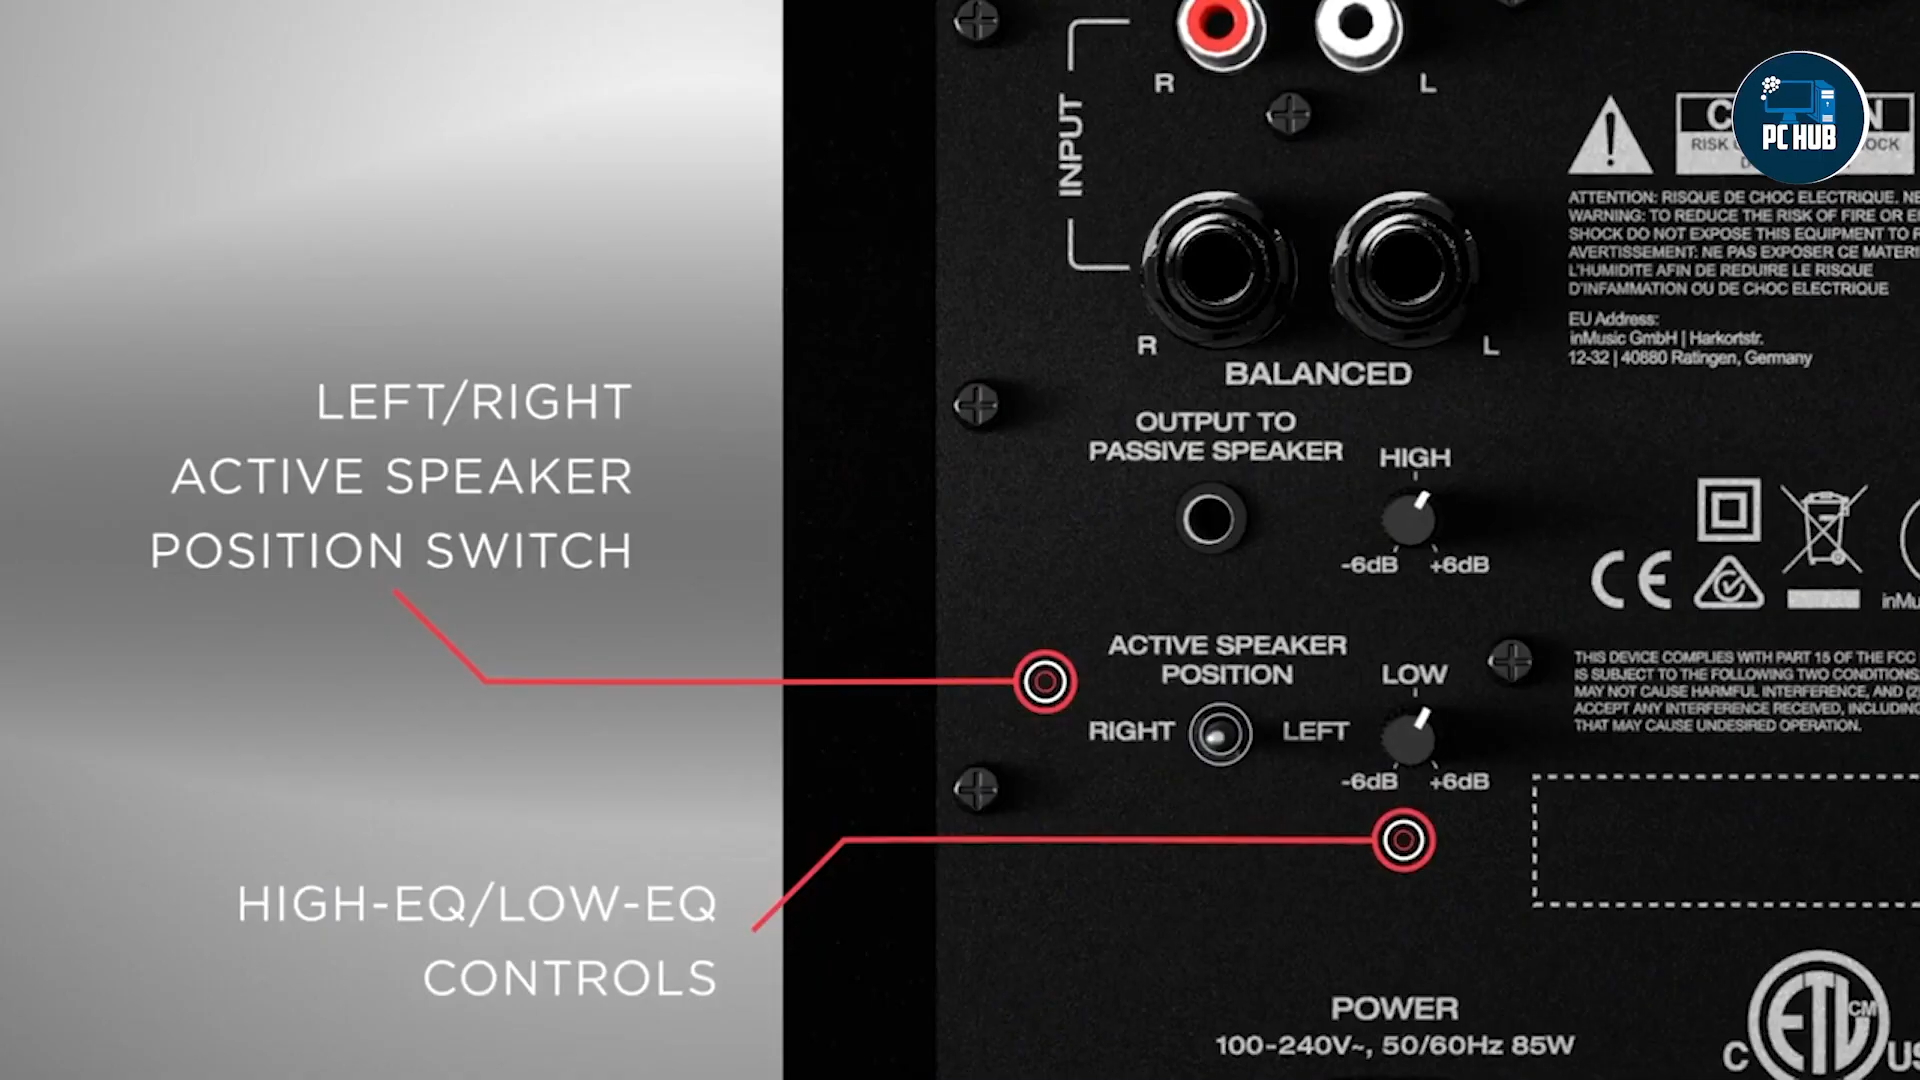 LEFT/RIGHT
ACTIVE SPEAKER
POSITION SWITCH
HIGH-EQ/LOW-EQ
CONTROLS
INPUT
R
L
R
L
BALANCED
OUTPUT TO
PASSIVE SPEAKER
HIGH
-6dB +6dB
ACTIVE SPEAKER
POSITION
RIGHT LEFT
LOW
-6dB +6dB
POWER
100-240V~, 50/60Hz 85W
PC HUB
RISK
ATTENTION: RISQUE DE CHOC ELECTRIQUE.
WARNING: TO REDUCE THE RISK OF FIRE OR
SHOCK DO NOT EXPOSE THIS EQUIPMENT TO
AVERTISSEMENT: NE PAS EXPOSER CE
L'HUMIDITE AFIN DE REDUIRE LE RISQUE
D'INFAMMATION OU DE CHOC ELECTRIQUE
EU Address:
inMusic GmbH | Harkortstr.
12-32 | 40880 Ratingen, Germany
CE
THIS DEVICE COMPLIES WITH PART 15 OF THE FCC
IS SUBJECT TO THE FOLLOWING TWO CONDITIONS
MAY NOT CAUSE HARMFUL INTERFERENCE, AND (2)
ACCEPT ANY INTERFERENCE RECEIVED, INCLUDING
THAT MAY CAUSE UNDESIRED OPERATION.
C ETL CM US